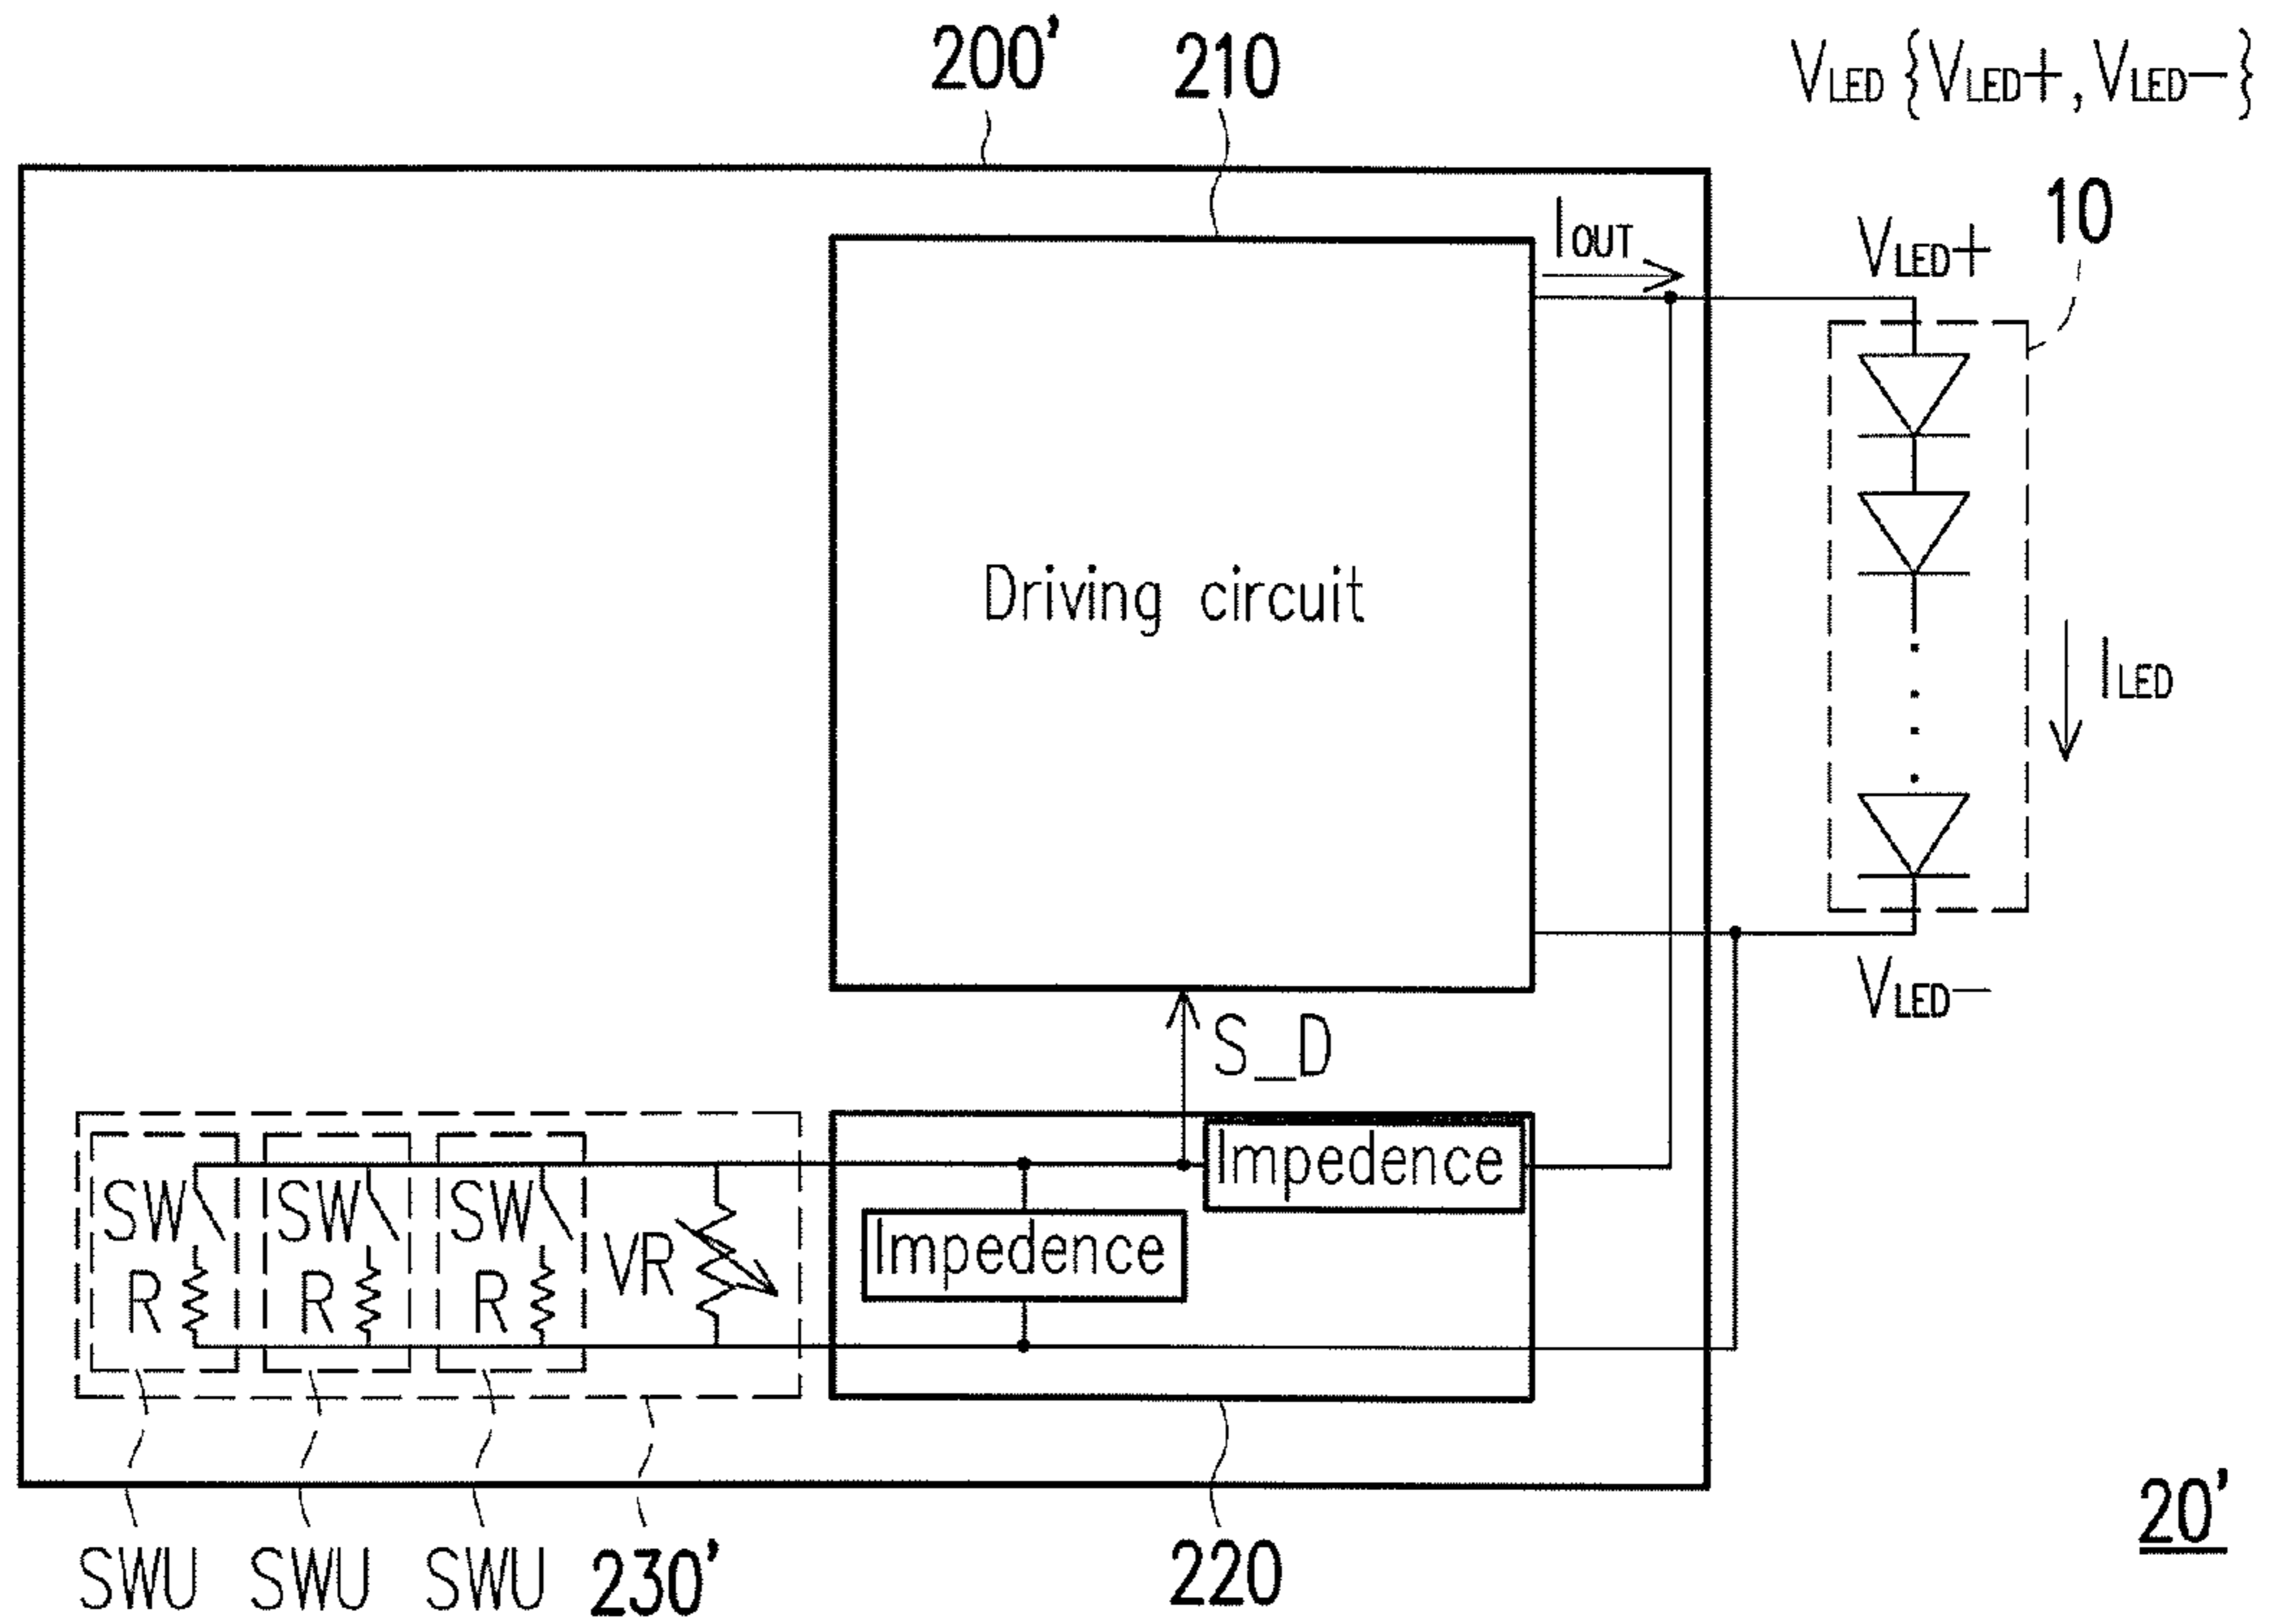 200' 210 VLED {VLED+, VLED-}
IOUT VLED+ 10
Driving circuit
ILED
VLED-
S_D
Impedence
SW SW SW VR Impedence
R R R
SWU SWU SWU 230' 220 20'